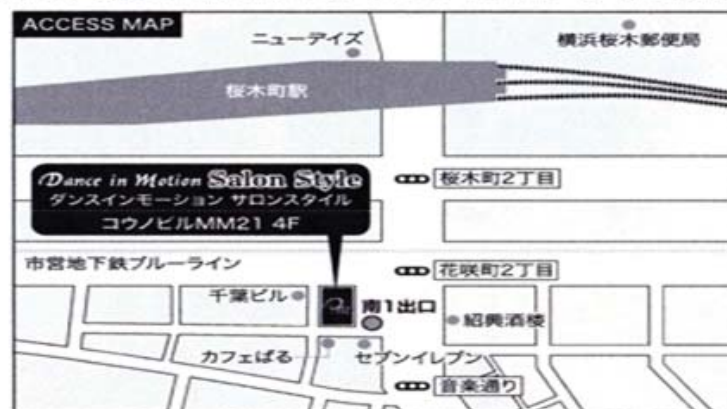 ACCESS MAP
ニューデイズ
横浜桜木郵便局
桜木町駅
Dance in Motion Salon Style
ダンスインモーション サロンスタイル
コウノビルMM21 4F
桜木町2丁目
市営地下鉄ブルーライン
花咲町2丁目
千葉ビル
南1出口
紹興酒楼
カフェぱる
セブンイレブン
音楽通り